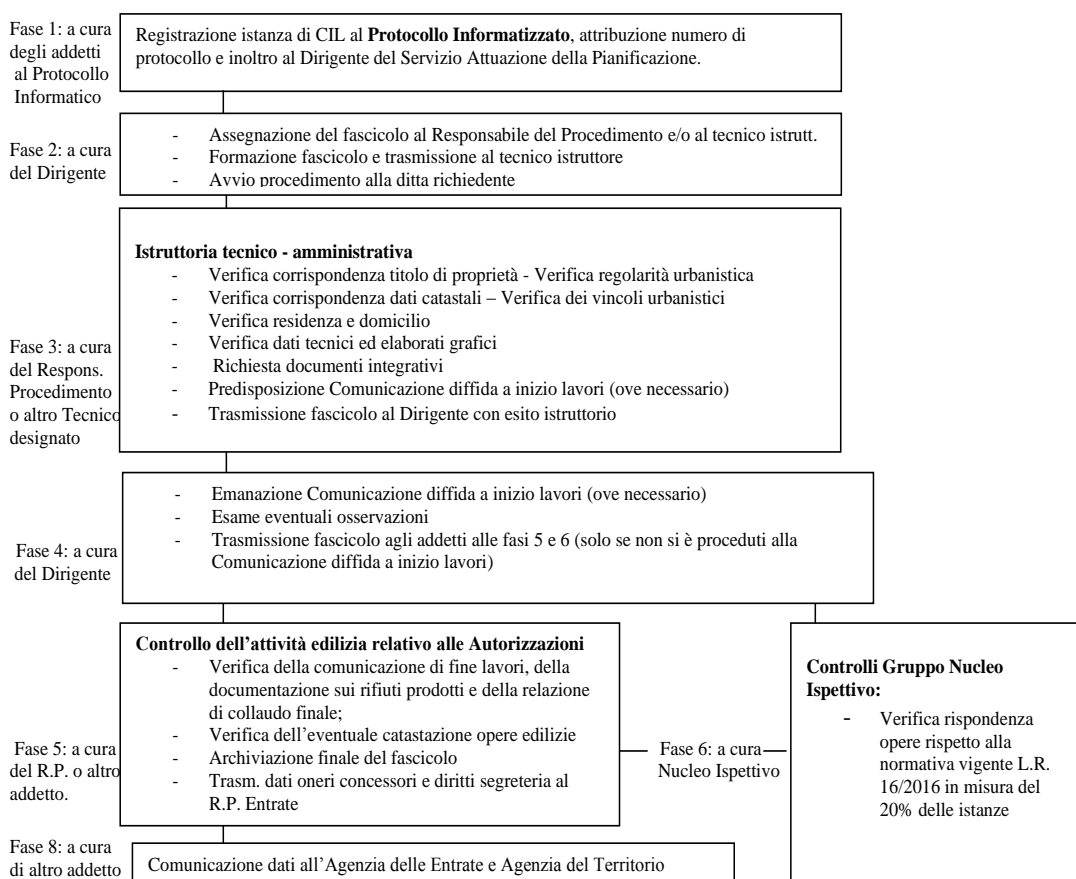 Fase 1: a cura
degli addetti
al Protocollo
Informatico
Registrazione istanza di CIL al Protocollo Informatizzato, attribuzione numero di
protocollo e inoltro al Dirigente del Servizio Attuazione della Pianificazione.
Fase 2: a cura
del Dirigente
- Assegnazione del fascicolo al Responsabile del Procedimento e/o al tecnico istrutt.
- Formazione fascicolo e trasmissione al tecnico istruttore
- Avvio procedimento alla ditta richiedente
Fase 3: a cura
del Respons.
Procedimento
o altro Tecnico
designato
Istruttoria tecnico - amministrativa
- Verifica corrispondenza titolo di proprietà - Verifica regolarità urbanistica
- Verifica corrispondenza dati catastali – Verifica dei vincoli urbanistici
- Verifica residenza e domicilio
- Verifica dati tecnici ed elaborati grafici
- Richiesta documenti integrativi
- Predisposizione Comunicazione diffida a inizio lavori (ove necessario)
- Trasmissione fascicolo al Dirigente con esito istruttorio
Fase 4: a cura
del Dirigente
- Emanazione Comunicazione diffida a inizio lavori (ove necessario)
- Esame eventuali osservazioni
- Trasmissione fascicolo agli addetti alle fasi 5 e 6 (solo se non si è proceduti alla
Comunicazione diffida a inizio lavori)
Fase 5: a cura
del R.P. o altro
addetto.
Controllo dell'attività edilizia relativo alle Autorizzazioni
- Verifica della comunicazione di fine lavori, della
documentazione sui rifiuti prodotti e della relazione
di collaudo finale;
- Verifica dell'eventuale catastazione opere edilizie
- Archiviazione finale del fascicolo
- Trasm. dati oneri concessori e diritti segreteria al
R.P. Entrate
Fase 6: a cura
Nucleo Ispettivo
Controlli Gruppo Nucleo
Ispettivo:
- Verifica rispondenza
opere rispetto alla
normativa vigente L.R.
16/2016 in misura del
20% delle istanze
Fase 8: a cura
di altro addetto
Comunicazione dati all'Agenzia delle Entrate e Agenzia del Territorio